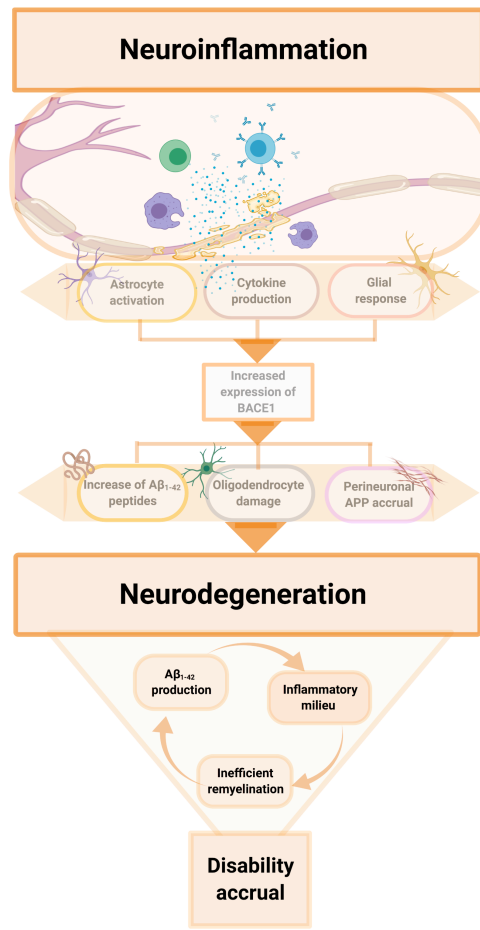 Neuroinflammation
Astrocyte
activation
Cytokine
production
Glial
response
Increased
expression of
BACE1
Increase of Aβ₁₋₄₂
peptides
Oligodendrocyte
damage
Perineuronal
APP accrual
Neurodegeneration
Aβ₁₋₄₂
production
Inflammatory
milieu
Inefficient
remyelination
Disability
accrual